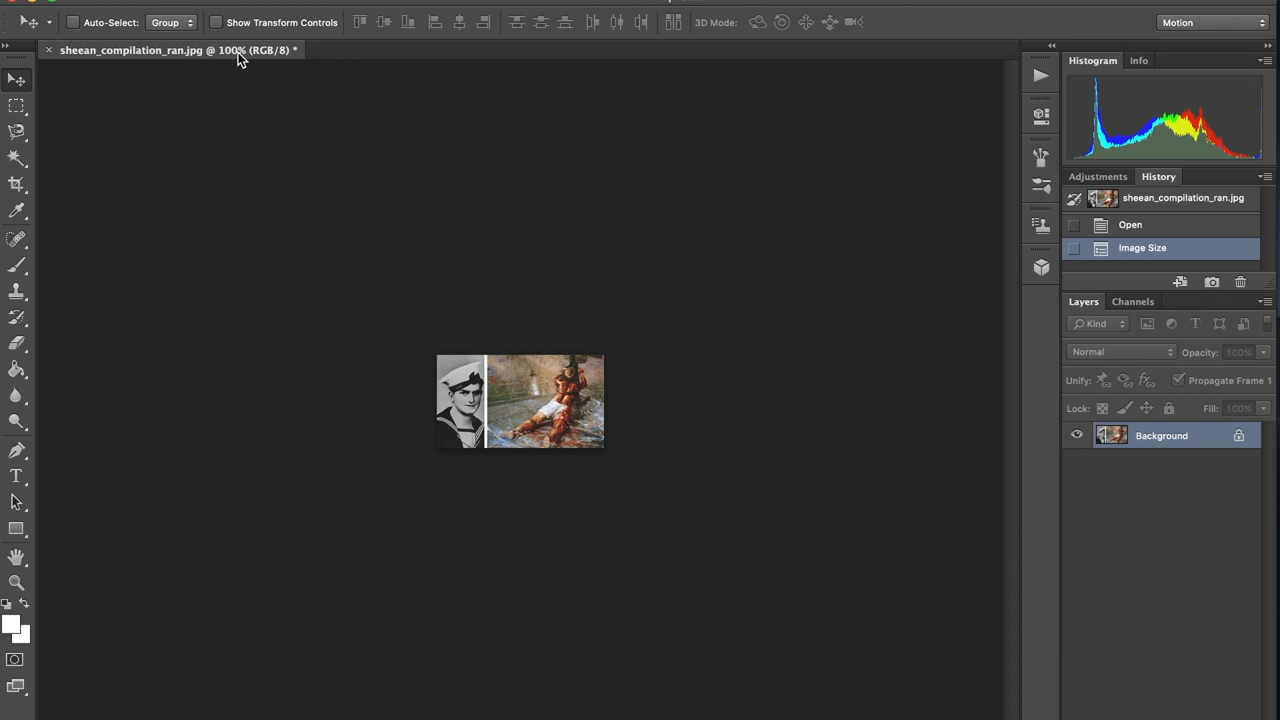 Auto-Select:
Group
Show Transform Controls
3D Mode:
Motion
sheean_compilation_ran.jpg @ 100% (RGB/8) *
Histogram
Info
Adjustments
History
sheean_compilation_ran.jpg
Open
Image Size
Layers
Channels
Kind
Normal
Opacity: 100%
Unify:
Propagate Frame 1
Lock:
Fill: 100%
Background